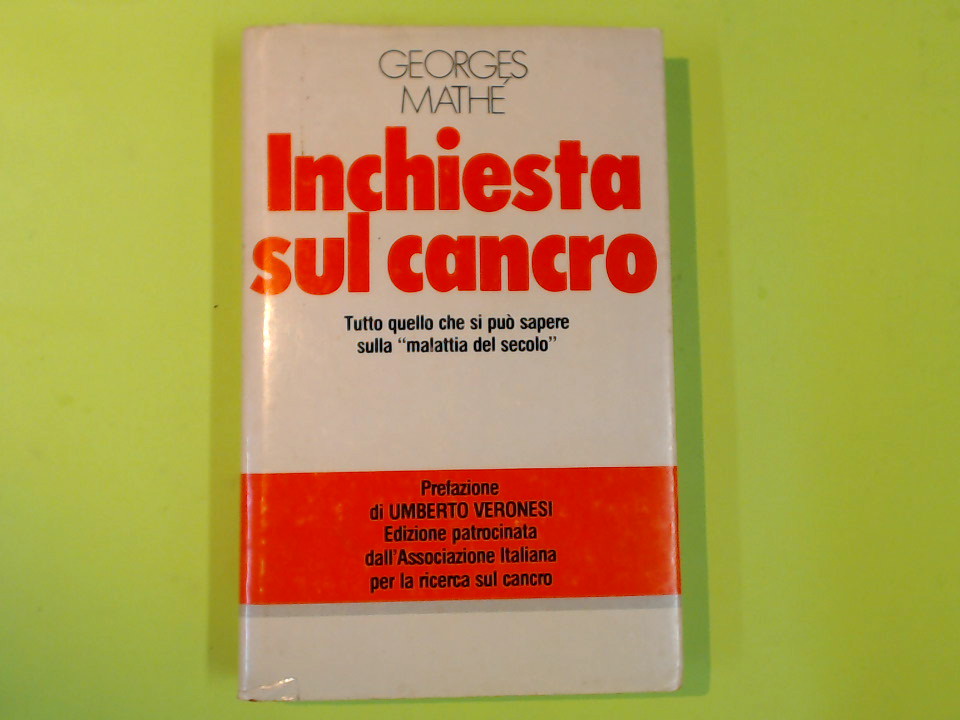 GEORGES
MATHÉ
Inchiesta
sul cancro
Tutto quello che si può sapere
sulla "malattia del secolo"
Prefazione
di UMBERTO VERONESI
Edizione patrocinata
dall'Associazione Italiana
per la ricerca sul cancro